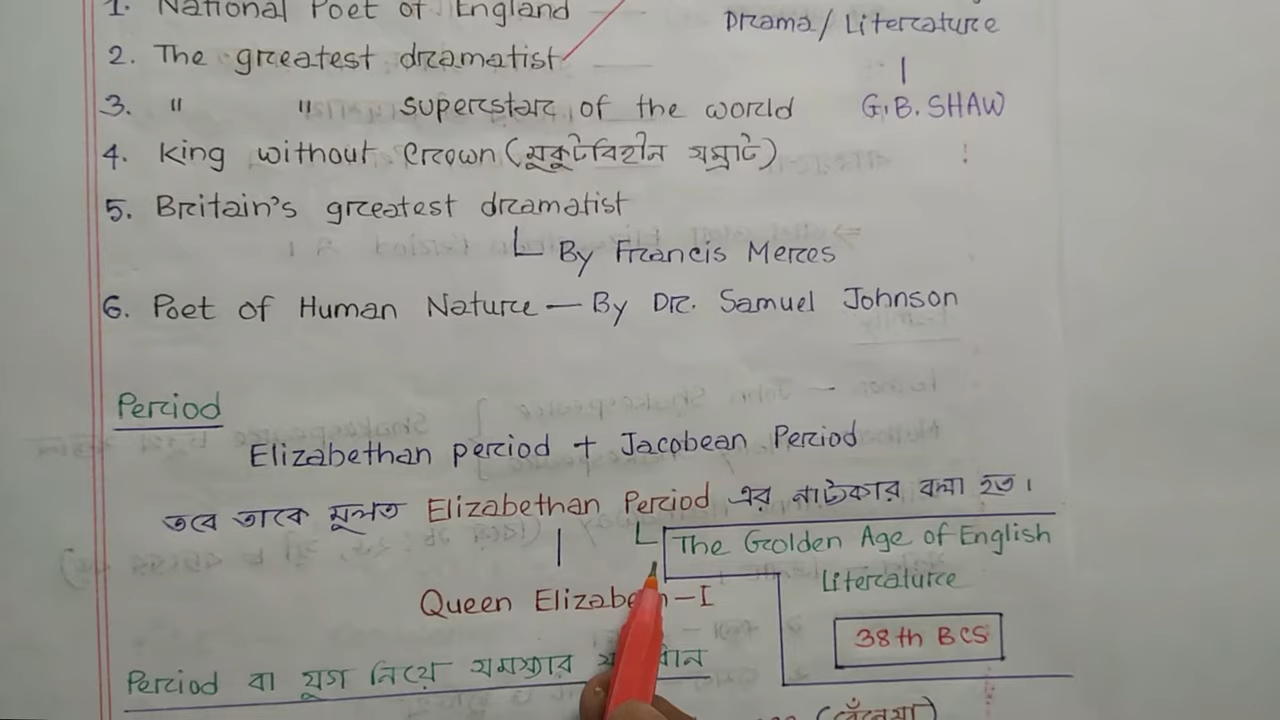 1. National Poet of England
Drama/ Literature
2. The greatest dramatist
3. " " superstar of the world
G.B. SHAW
4. King without Crown (মুকুটবিহীন সম্রাট)
5. Britain's greatest dramatist
By Francis Meres
6. Poet of Human Nature — By Dr. Samuel Johnson
Period
Elizabethan period + Jacobean Period
তবে তাকে মূলত Elizabethan Period এর নাট্যকার বলা হত।
The Golden Age of English
Literature
Queen Elizabeth-I
38th BCS
Period বা যুগ নিয়ে সমস্যার